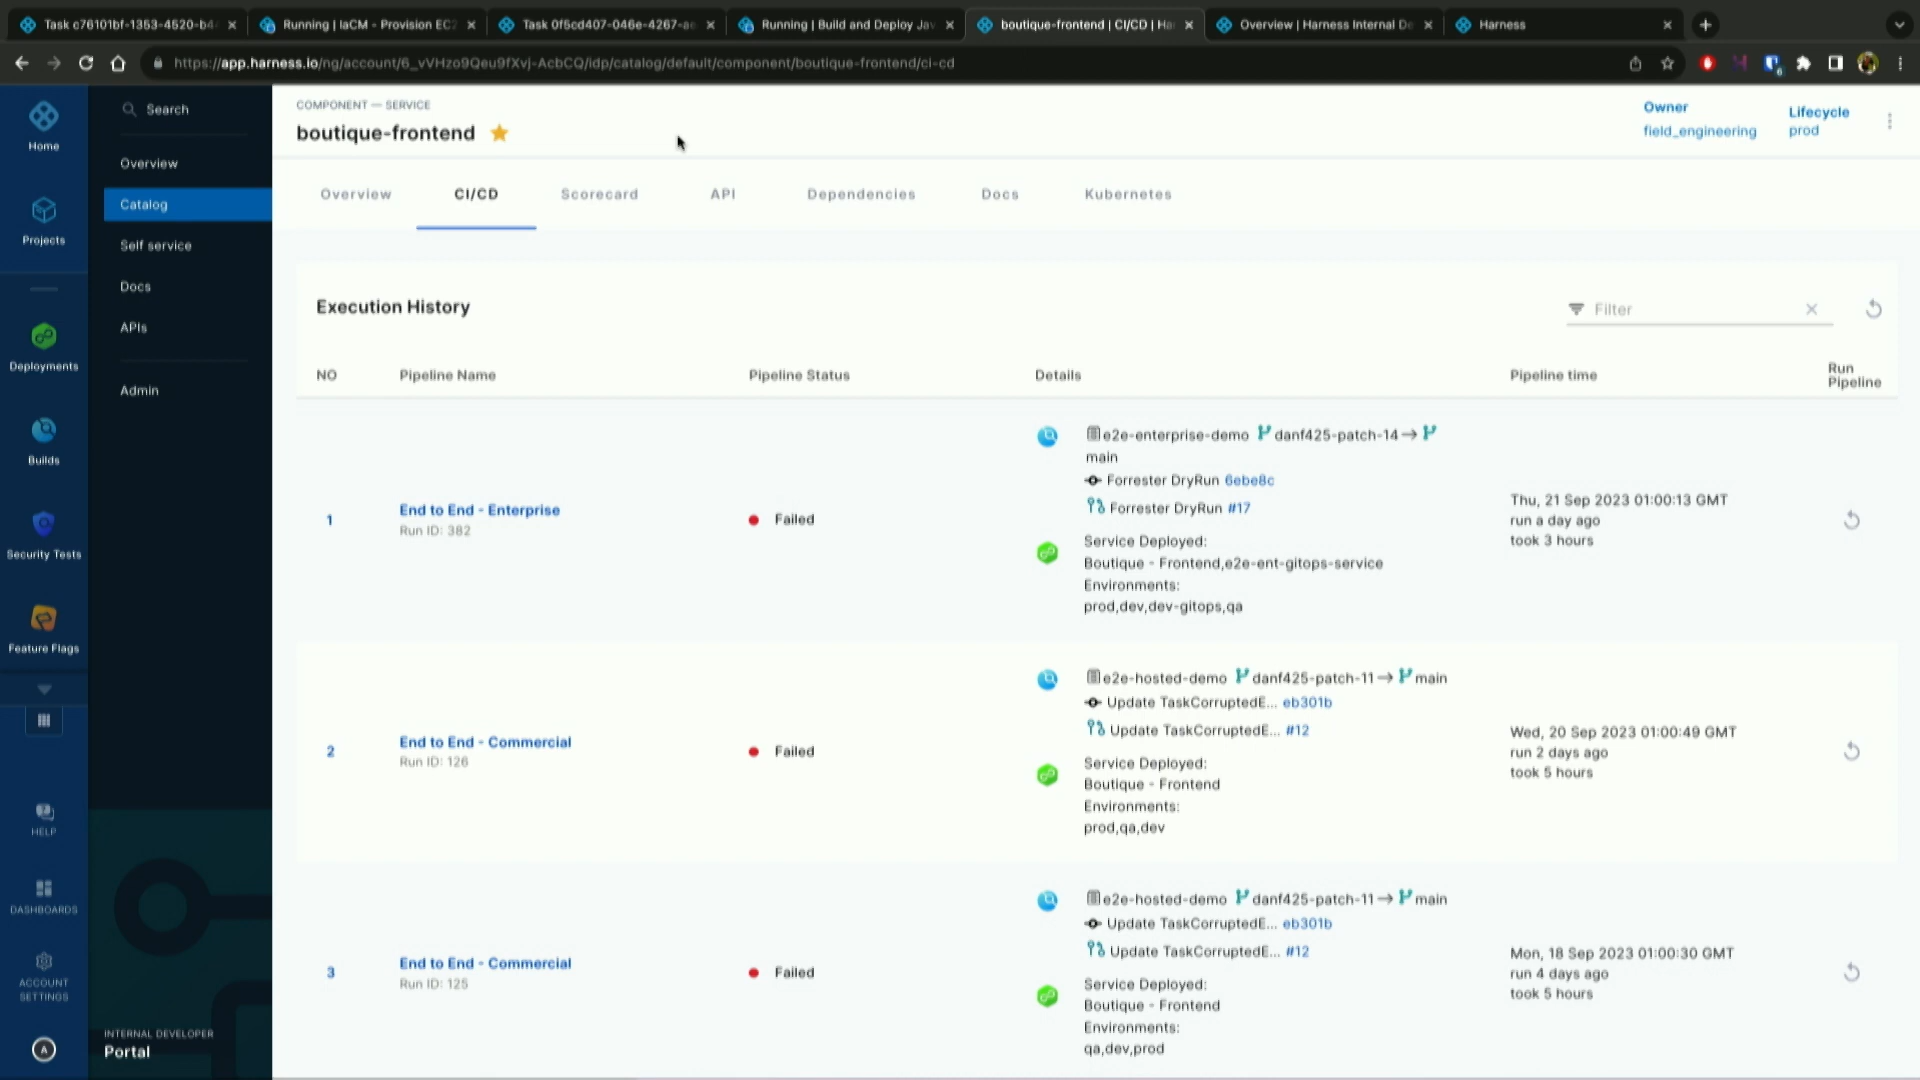 Task c76101bf-1353-4520-b4
Running | IaCM - Provision EC2
Task 0f5cd407-046e-4267-ae
Running | Build and Deploy Jav
boutique-frontend | CI/CD | Ha
Overview | Harness Internal De
Harness
https://app.harness.io/ng/account/6_vVHzo9Qeu9fXvj-AcbCQ/idp/catalog/default/component/boutique-frontend/ci-cd
Home
Projects
Deployments
Builds
Security Tests
Feature Flags
HELP
DASHBOARDS
ACCOUNT
SETTINGS
A
Search
Overview
Catalog
Self service
Docs
APIs
Admin
INTERNAL DEVELOPER
Portal
COMPONENT — SERVICE
boutique-frontend
Owner
field_engineering
Lifecycle
prod
Overview
CI/CD
Scorecard
API
Dependencies
Docs
Kubernetes
Execution History
Filter
NO
Pipeline Name
Pipeline Status
Details
Pipeline time
Run
Pipeline
1
End to End - Enterprise
Run ID: 382
Failed
e2e-enterprise-demo danf425-patch-14→
main
Forrester DryRun 6ebe8c
Forrester DryRun #17
Service Deployed:
Boutique - Frontend,e2e-ent-gitops-service
Environments:
prod,dev,dev-gitops,qa
Thu, 21 Sep 2023 01:00:13 GMT
run a day ago
took 3 hours
2
End to End - Commercial
Run ID: 126
Failed
e2e-hosted-demo danf425-patch-11→ main
Update TaskCorruptedE... eb301b
Update TaskCorruptedE... #12
Service Deployed:
Boutique - Frontend
Environments:
prod,qa,dev
Wed, 20 Sep 2023 01:00:49 GMT
run 2 days ago
took 5 hours
3
End to End - Commercial
Run ID: 125
Failed
e2e-hosted-demo danf425-patch-11→ main
Update TaskCorruptedE... eb301b
Update TaskCorruptedE... #12
Service Deployed:
Boutique - Frontend
Environments:
qa,dev,prod
Mon, 18 Sep 2023 01:00:30 GMT
run 4 days ago
took 5 hours